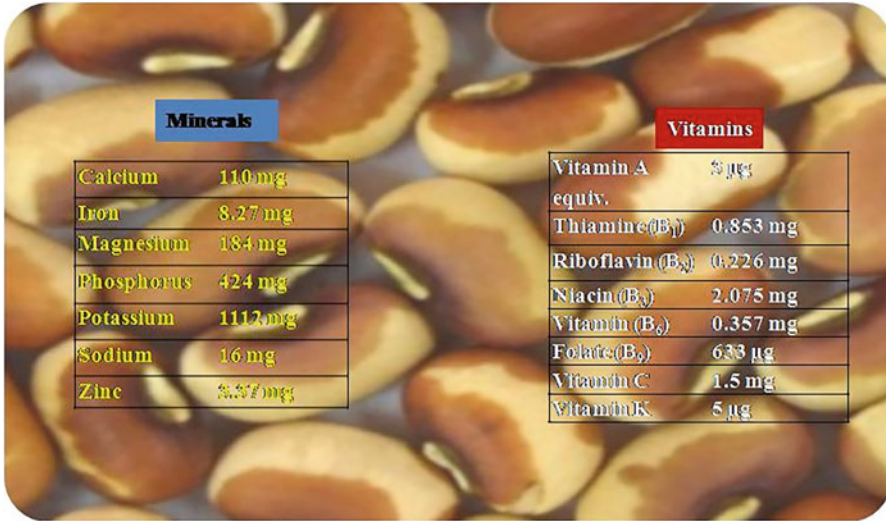 Minerals
Calcium 110 mg
Iron 8.27 mg
Magnesium 184 mg
Phosphorus 424 mg
Potassium 1112 mg
Sodium 16 mg
Zinc 3.37 mg
Vitamins
Vitamin A 3 µg
equiv.
Thiamine(B₁) 0.853 mg
Riboflavin(B₂) 0.226 mg
Niacin (B₃) 2.075 mg
Vitamin (B₆) 0.357 mg
Folate(B₉) 633 µg
Vitamin C 1.5 mg
Vitamin K 5 µg